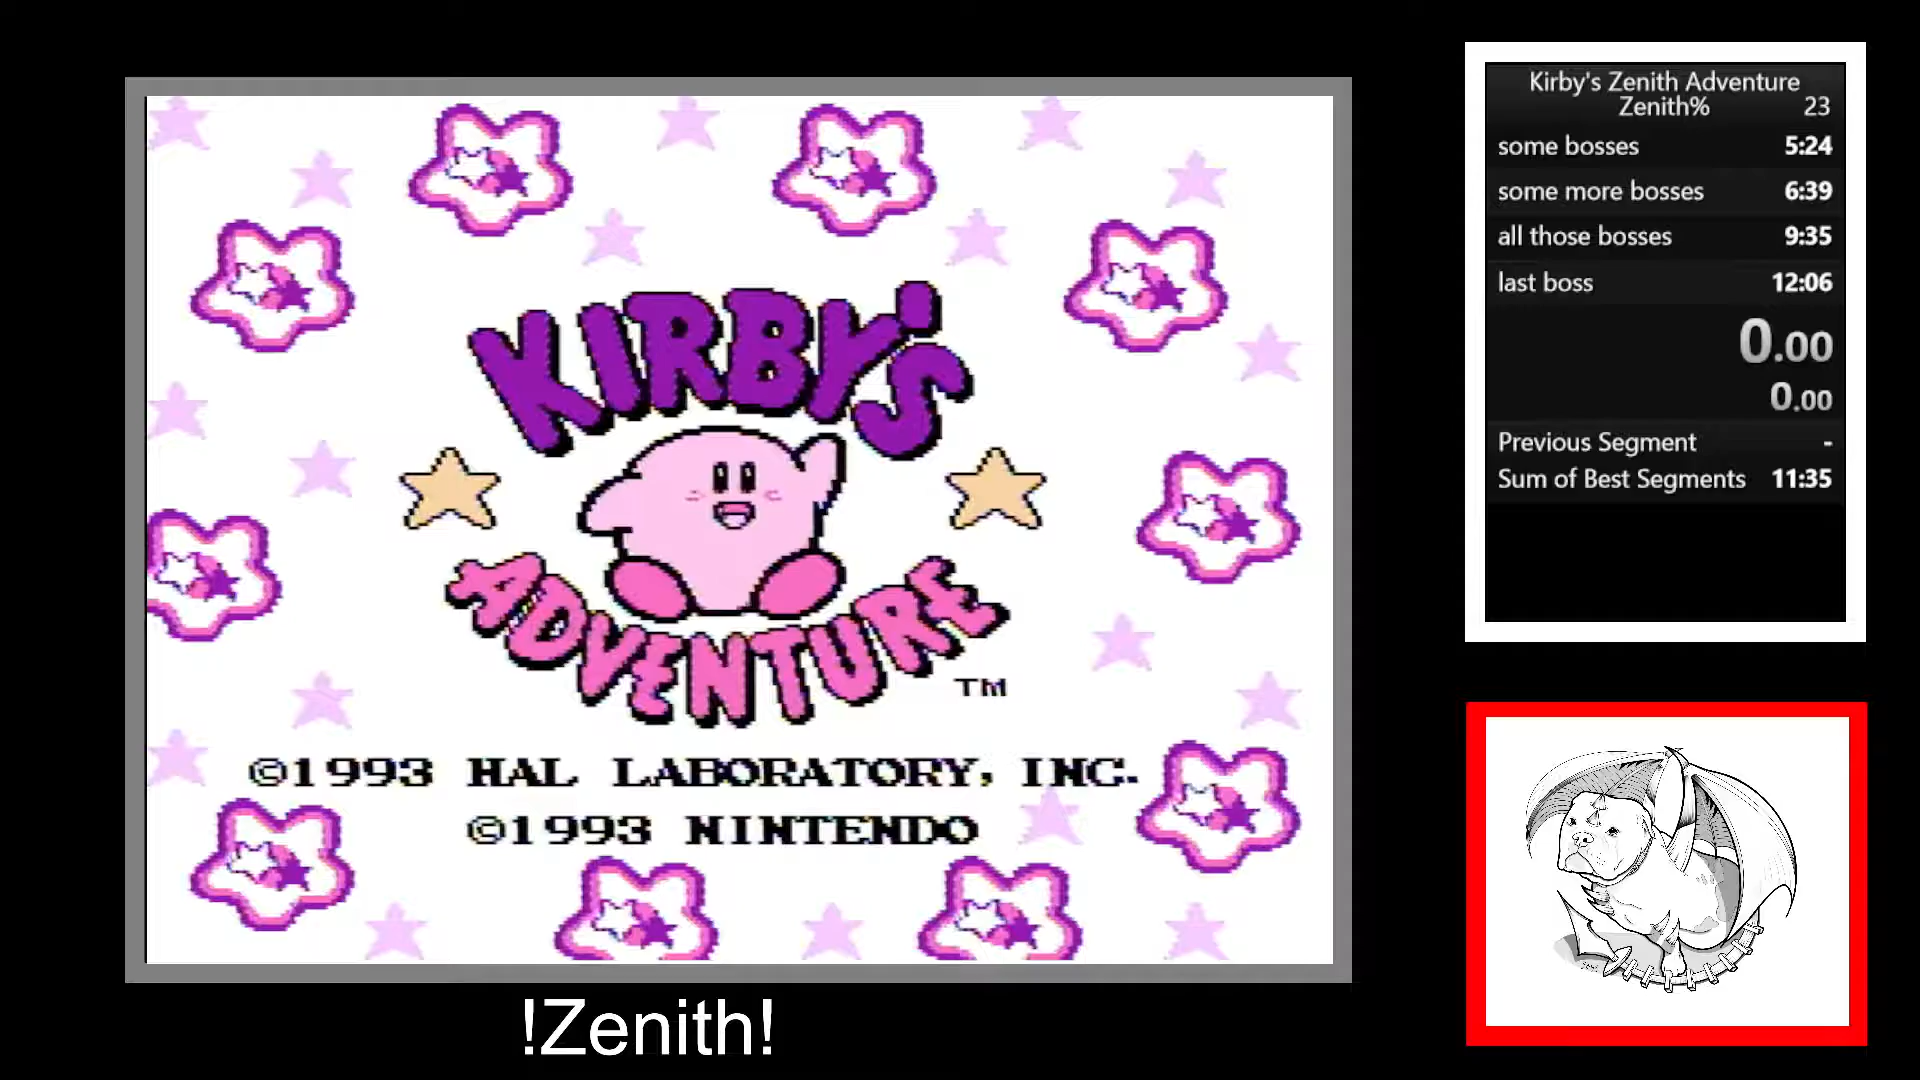 KIRBY'S
ADVENTURE
TM
©1993 HAL LABORATORY, INC.
©1993 NINTENDO
!Zenith!
Kirby's Zenith Adventure
Zenith% 23
some bosses 5:24
some more bosses 6:39
all those bosses 9:35
last boss 12:06
0.00
0.00
Previous Segment -
Sum of Best Segments 11:35